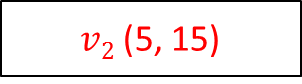 𝑣₂ (5, 15)